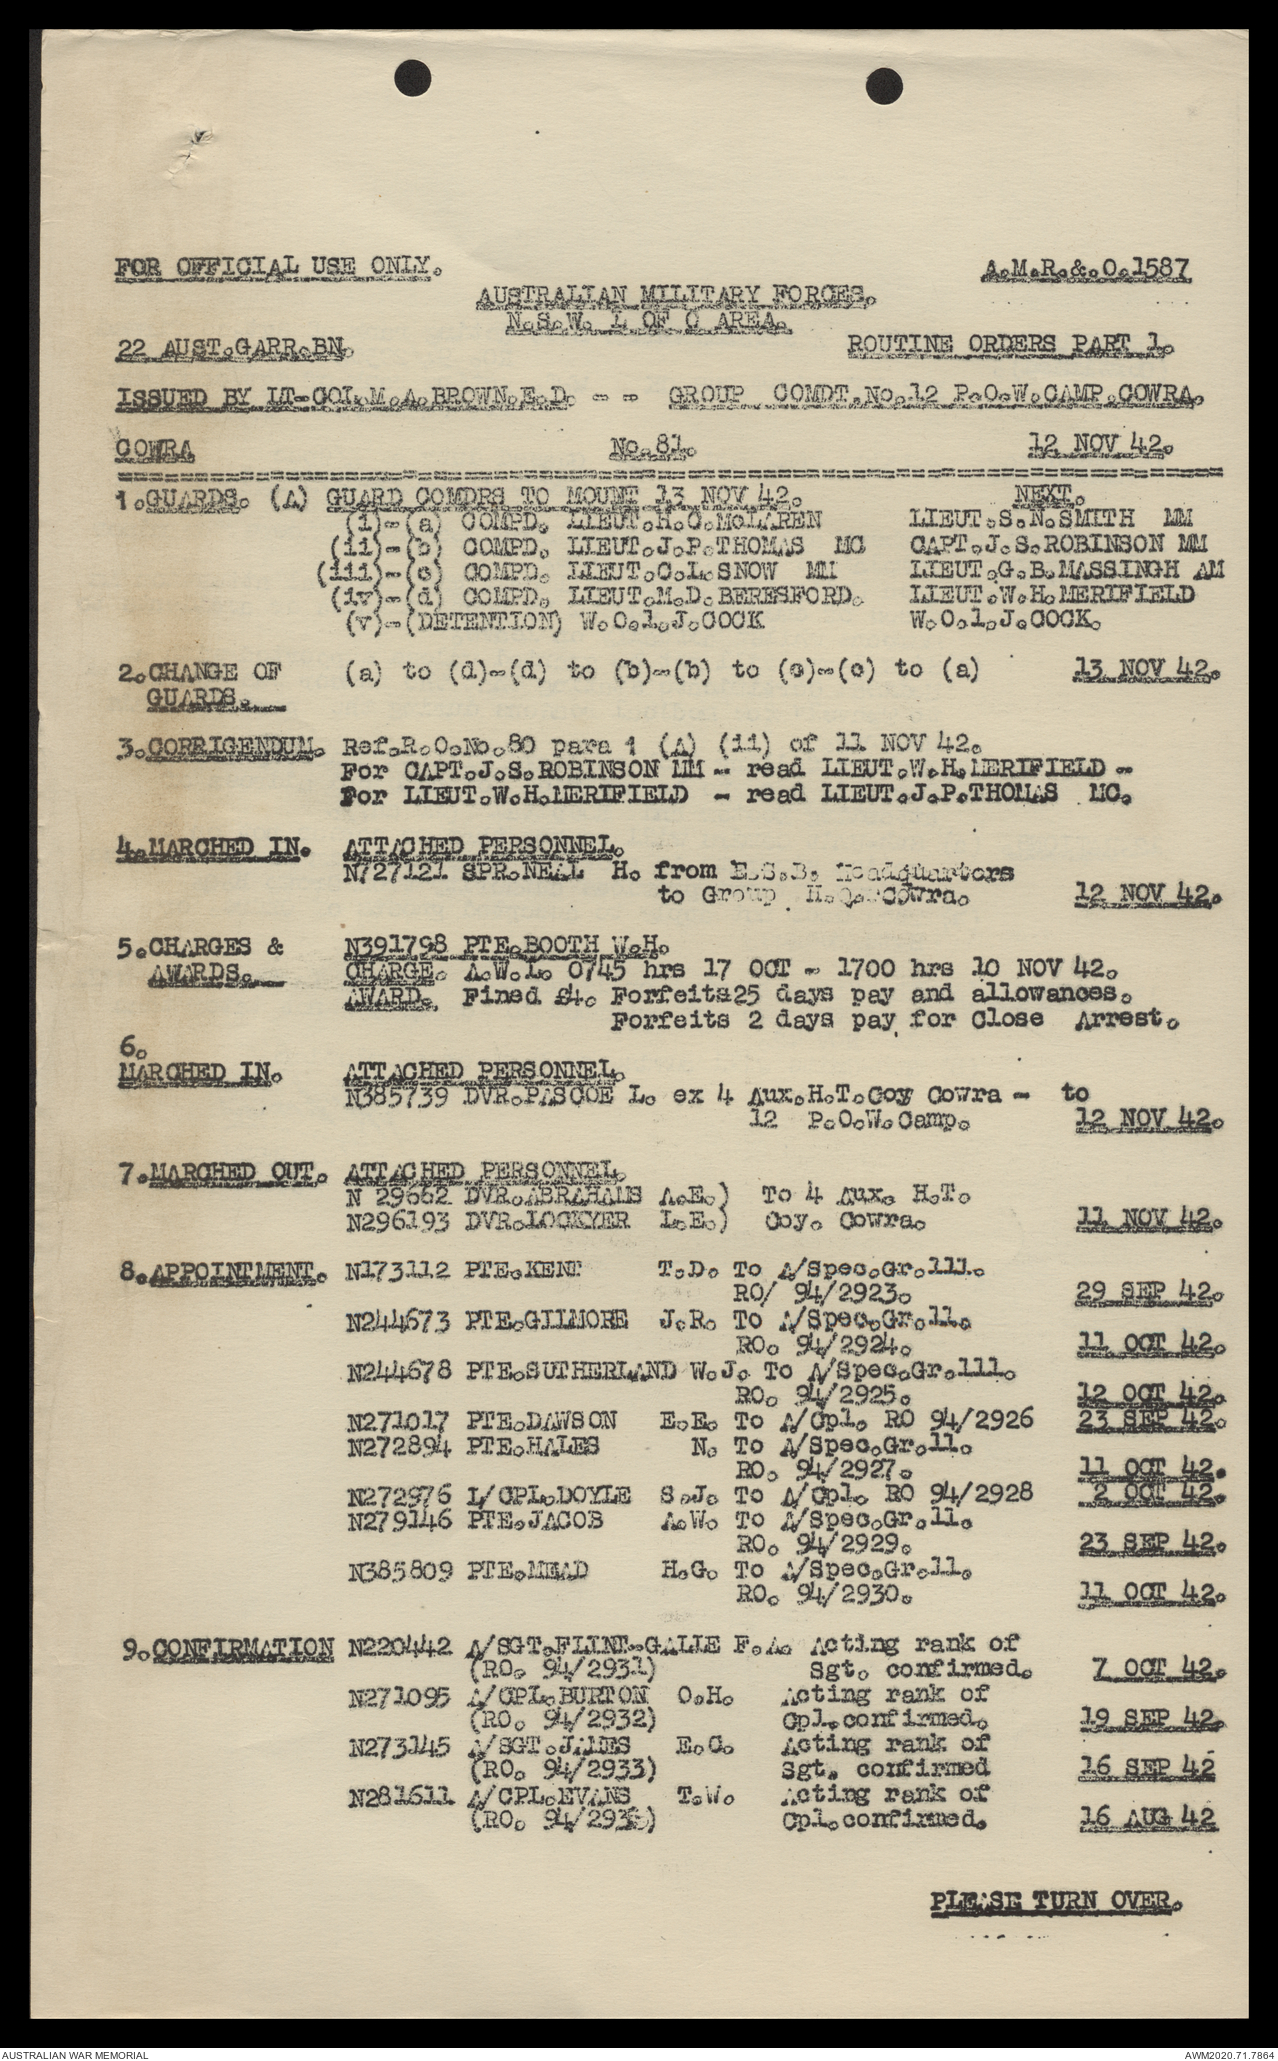 FOR OFFICIAL USE ONLY. A.M.R.&.O.1587
AUSTRALIAN MILITARY FORCES.
N.S.W. L OF C AREA.
22 AUST.GARR.BN. ROUTINE ORDERS PART 1.
ISSUED BY LT-COL.M.A.BROWN.E.D. - - GROUP COMDT.No.12 P.O.W.CAMP.COWRA.
COWRA No.81. 12 NOV 42.
1.GUARDS. (A) GUARD COMDRS TO MOUNT 13 NOV 42. NEXT.
(i)-(a) COMPD. LIEUT.H.C.McLAREN LIEUT.S.N.SMITH MM
(ii)-(b) COMPD. LIEUT.J.P.THOMAS MC CAPT.J.S.ROBINSON MM
(iii)-(c) COMPD. LIEUT.C.L.SNOW MM LIEUT.G.B.MASSINGH AM
(iv)-(d) COMPD. LIEUT.M.D.BERESFORD. LIEUT.W.H.MERIFIELD
(v)-(DETENTION) W.O.1.J.COCK W.O.1.J.COCK.
2.CHANGE OF (a) to (d)-(d) to (b)-(b) to (c)-(c) to (a) 13 NOV 42.
GUARDS.
3.CORRIGENDUM. Ref.R.O.No.80 para 1 (A) (ii) of 11 NOV 42.
For CAPT.J.S.ROBINSON MM - read LIEUT.W.H.MERIFIELD -
For LIEUT.W.H.MERIFIELD - read LIEUT.J.P.THOMAS MC.
4.MARCHED IN. ATTACHED PERSONNEL.
N727121 SPR.NEAL H. from E.S.B. Headquarters
to Group H.Q. Cowra. 12 NOV 42.
5.CHARGES & N391798 PTE.BOOTH W.H.
AWARDS. CHARGE. A.W.L. 0745 hrs 17 OCT - 1700 hrs 10 NOV 42.
AWARD. Fined £4. Forfeits25 days pay and allowances.
Forfeits 2 days pay for Close Arrest.
6.
MARCHED IN. ATTACHED PERSONNEL.
N385739 DVR.PASCOE L. ex 4 Aux.H.T.Coy Cowra - to
12 P.O.W.Camp. 12 NOV 42.
7.MARCHED OUT. ATTACHED PERSONNEL.
N 29662 DVR.ABRAHAMS A.E.) To 4 Aux. H.T.
N296193 DVR.LOCKYER L.E.) Coy. Cowra. 11 NOV 42.
8.APPOINTMENT. N173112 PTE.KENT T.D. To A/Spec.Gr.111.
RO/ 94/2923. 29 SEP 42.
N244673 PTE.GILMORE J.R. To A/Spec.Gr.11.
RO. 94/2924. 11 OCT 42.
N244678 PTE.SUTHERLAND W.J. To A/Spec.Gr.111.
RO. 94/2925. 12 OCT 42.
N271017 PTE.DAWSON E.E. To A/Cpl. RO 94/2926 23 SEP 42.
N272894 PTE.HALES N. To A/Spec.Gr.11.
RO. 94/2927. 11 OCT 42.
N272976 L/CPL.DOYLE S.J. To A/Cpl. RO 94/2928 2 OCT 42.
N279146 PTE.JACOB A.W. To A/Spec.Gr.11.
RO. 94/2929. 23 SEP 42.
N385809 PTE.MEAD H.G. To A/Spec.Gr.11.
RO. 94/2930. 11 OCT 42.
9.CONFIRMATION N220442 A/SGT.FLINT-GALLE F.A. Acting rank of
(RO. 94/2931) Sgt. confirmed. 7 OCT 42.
N271095 A/CPL.BURTON O.H. Acting rank of
(RO. 94/2932) Cpl.confirmed. 19 SEP 42.
N273145 A/SGT.JAMES E.C. Acting rank of
(RO. 94/2933) Sgt. confirmed 16 SEP 42
N281611 A/CPL.EVANS T.W. Acting rank of
(RO. Cpl.confirmed. 16 AUG 42
PLEASE TURN OVER.
AUSTRALIAN WAR MEMORIAL AWM2020.71.7864